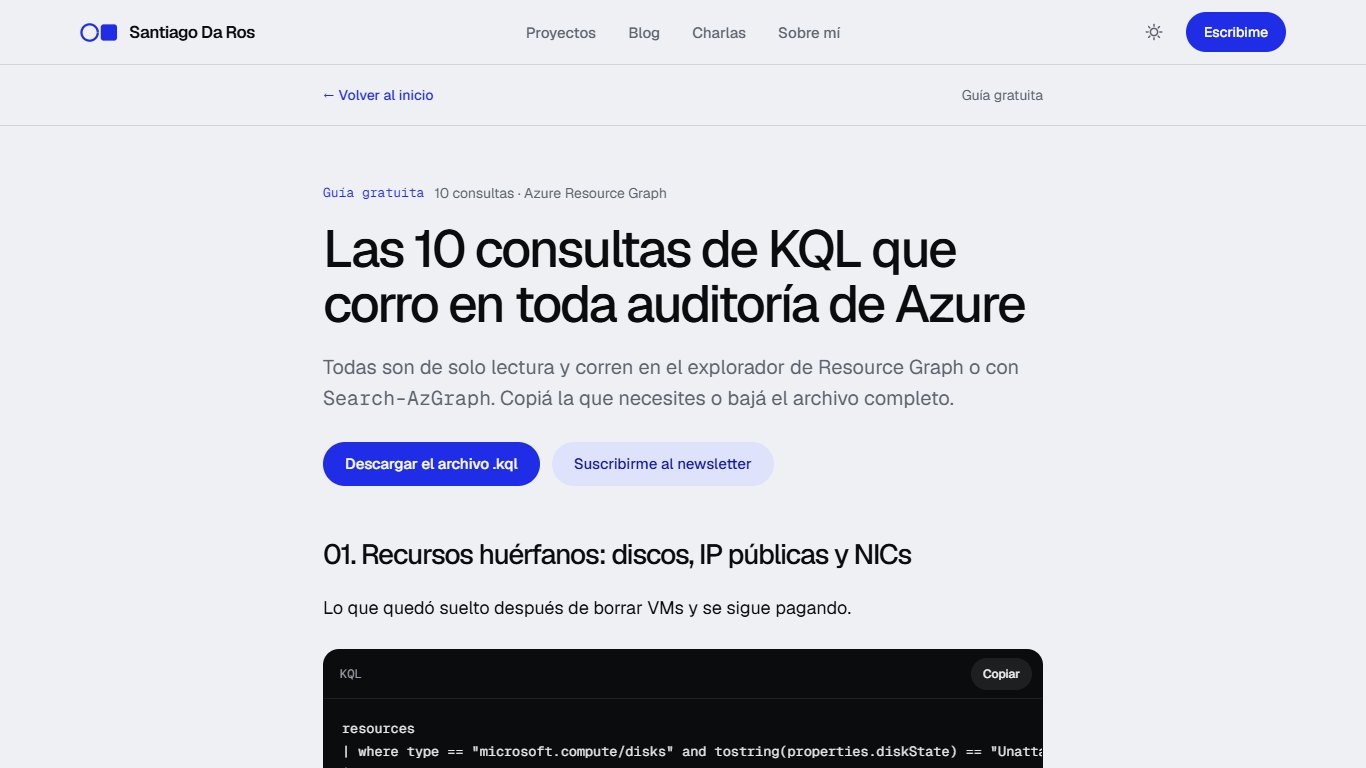 Santiago Da Ros
Proyectos Blog Charlas Sobre mí
Escribime
← Volver al inicio
Guía gratuita
Guía gratuita 10 consultas · Azure Resource Graph
Las 10 consultas de KQL que
corro en toda auditoría de Azure
Todas son de solo lectura y corren en el explorador de Resource Graph o con
Search-AzGraph. Copiá la que necesites o bajá el archivo completo.
Descargar el archivo .kql
Suscribirme al newsletter
01. Recursos huérfanos: discos, IP públicas y NICs
Lo que quedó suelto después de borrar VMs y se sigue pagando.
KQL
Copiar
resources
| where type == "microsoft.compute/disks" and tostring(properties.diskState) == "Unatta